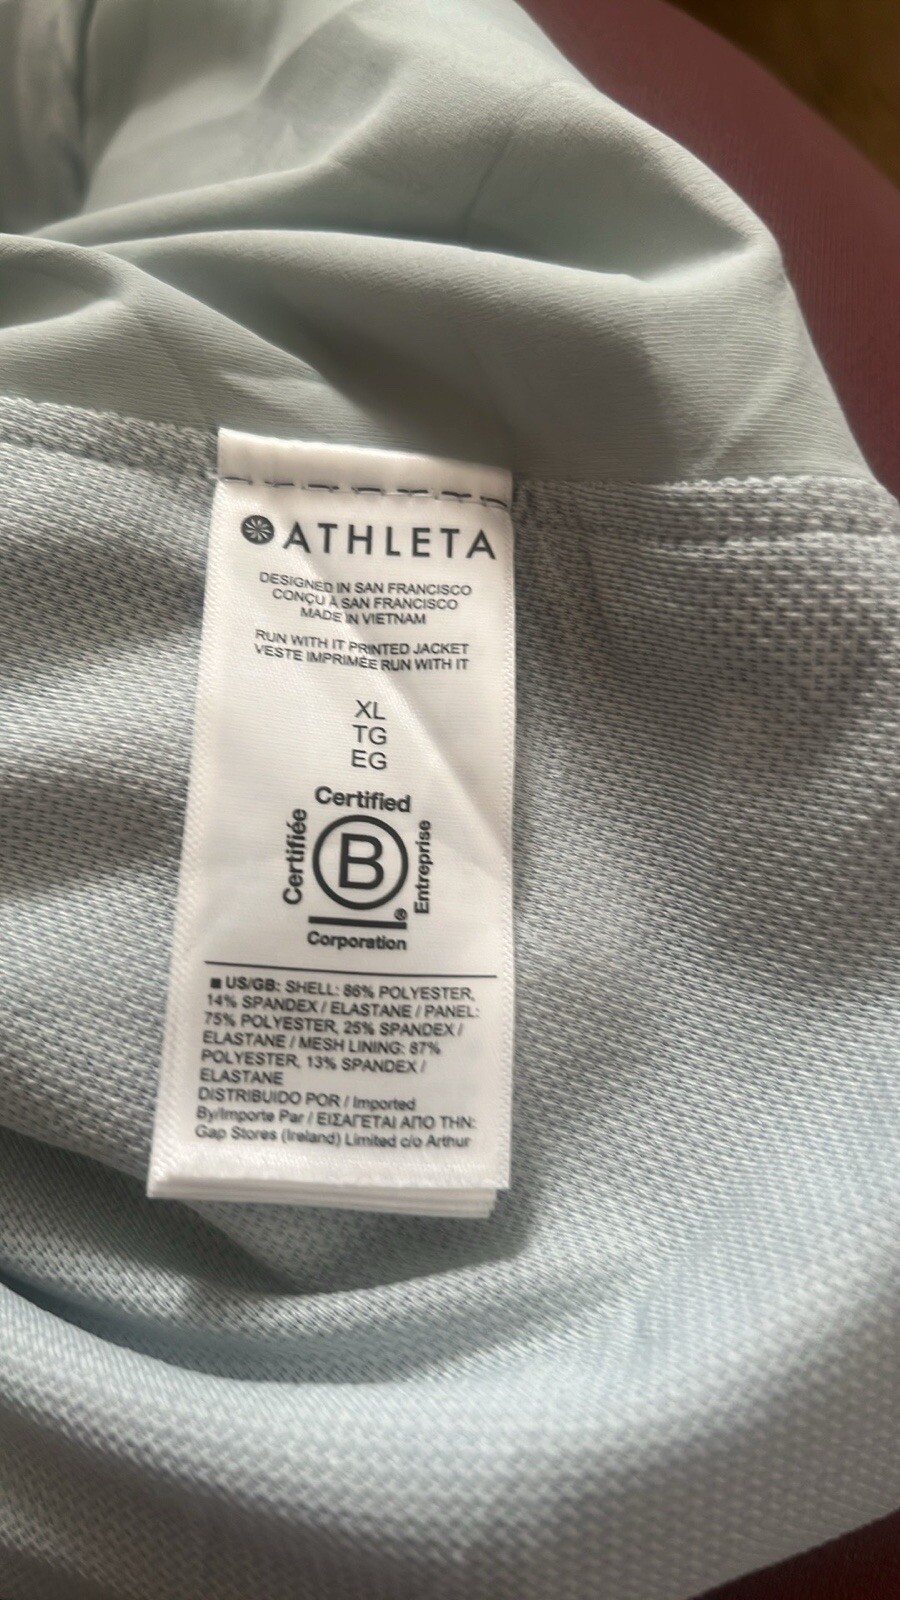 ATHLETA
DESIGNED IN SAN FRANCISCO
CONÇU À SAN FRANCISCO
MADE IN VIETNAM
RUN WITH IT PRINTED JACKET
VESTE IMPRIMÉE RUN WITH IT
XL
TG
EG
Certified
Certifiée
B
®
Entreprise
Corporation
■ US/GB: SHELL: 86% POLYESTER,
14% SPANDEX / ELASTANE / PANEL:
75% POLYESTER, 25% SPANDEX /
ELASTANE / MESH LINING: 87%
POLYESTER, 13% SPANDEX /
ELASTANE
DISTRIBUIDO POR / Imported
By/Importe Par / ΕΙΣΑΓΕΤΑΙ ΑΠΟ ΤΗΝ:
Gap Stores (Ireland) Limited c/o Arthur